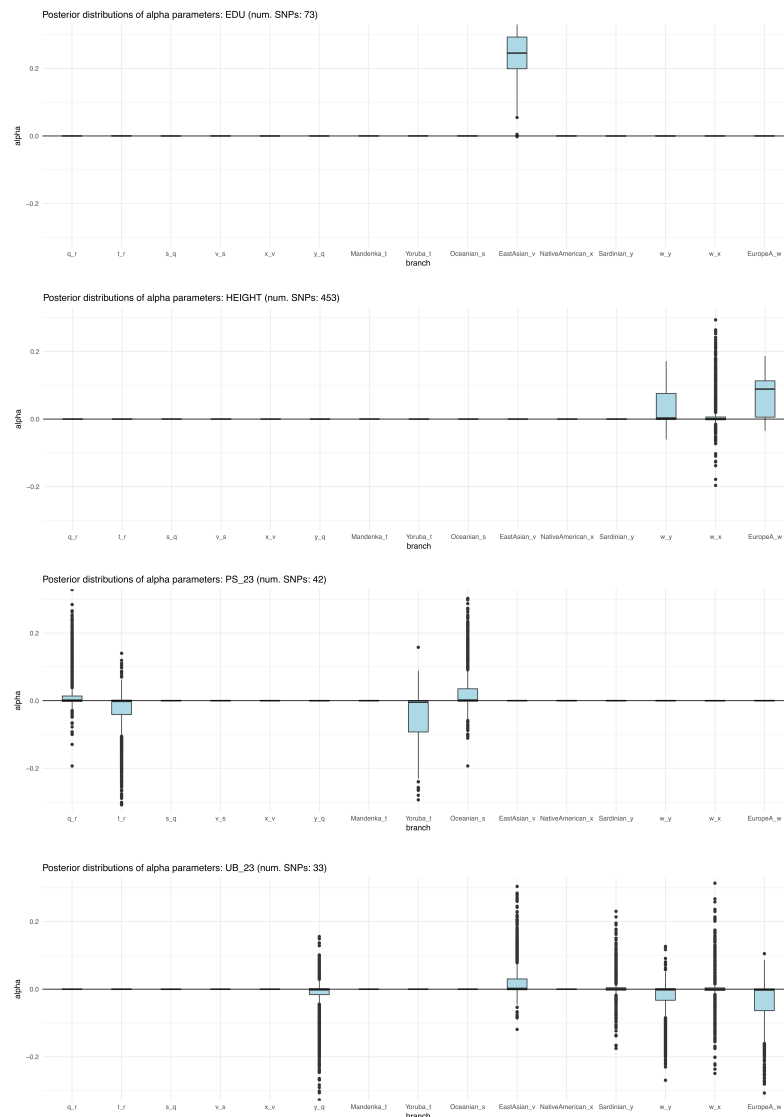 Posterior distributions of alpha parameters: EDU (num. SNPs: 73)
0.2
0.0
−0.2
alpha
q_r t_r s_q v_s x_v y_q Mandenka_t Yoruba_t Oceanian_s EastAsian_v NativeAmerican_x Sardinian_y w_y w_x EuropeA_w
branch
Posterior distributions of alpha parameters: HEIGHT (num. SNPs: 453)
0.2
0.0
−0.2
alpha
q_r t_r s_q v_s x_v y_q Mandenka_t Yoruba_t Oceanian_s EastAsian_v NativeAmerican_x Sardinian_y w_y w_x EuropeA_w
branch
Posterior distributions of alpha parameters: PS_23 (num. SNPs: 42)
0.2
0.0
−0.2
alpha
q_r t_r s_q v_s x_v y_q Mandenka_t Yoruba_t Oceanian_s EastAsian_v NativeAmerican_x Sardinian_y w_y w_x EuropeA_w
branch
Posterior distributions of alpha parameters: UB_23 (num. SNPs: 33)
0.2
0.0
−0.2
alpha
q_r t_r s_q v_s x_v y_q Mandenka_t Yoruba_t Oceanian_s EastAsian_v NativeAmerican_x Sardinian_y w_y w_x EuropeA_w
branch